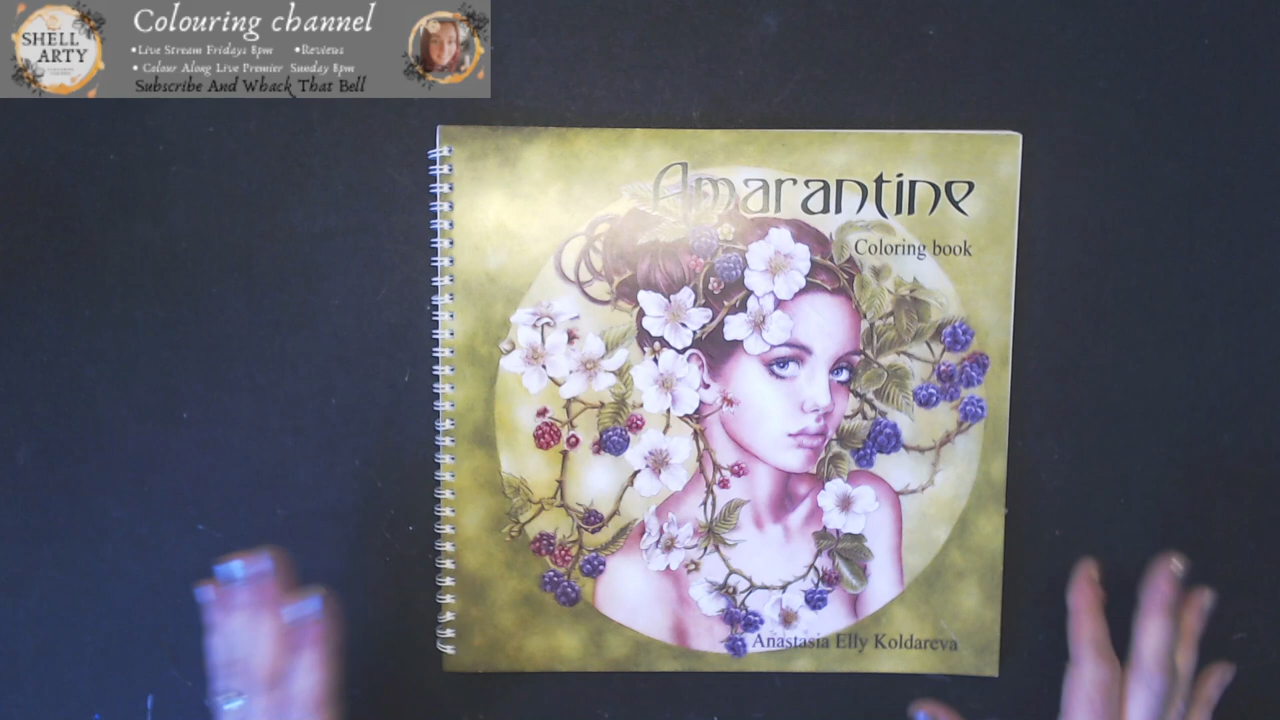 SHELL
ARTY
Colouring channel
•Live Stream Fridays 8pm •Reviews
• Colour Along Live Premier Sunday 8pm
Subscribe And Whack That Bell
Amarantine
Coloring book
Anastasia Elly Koldareva